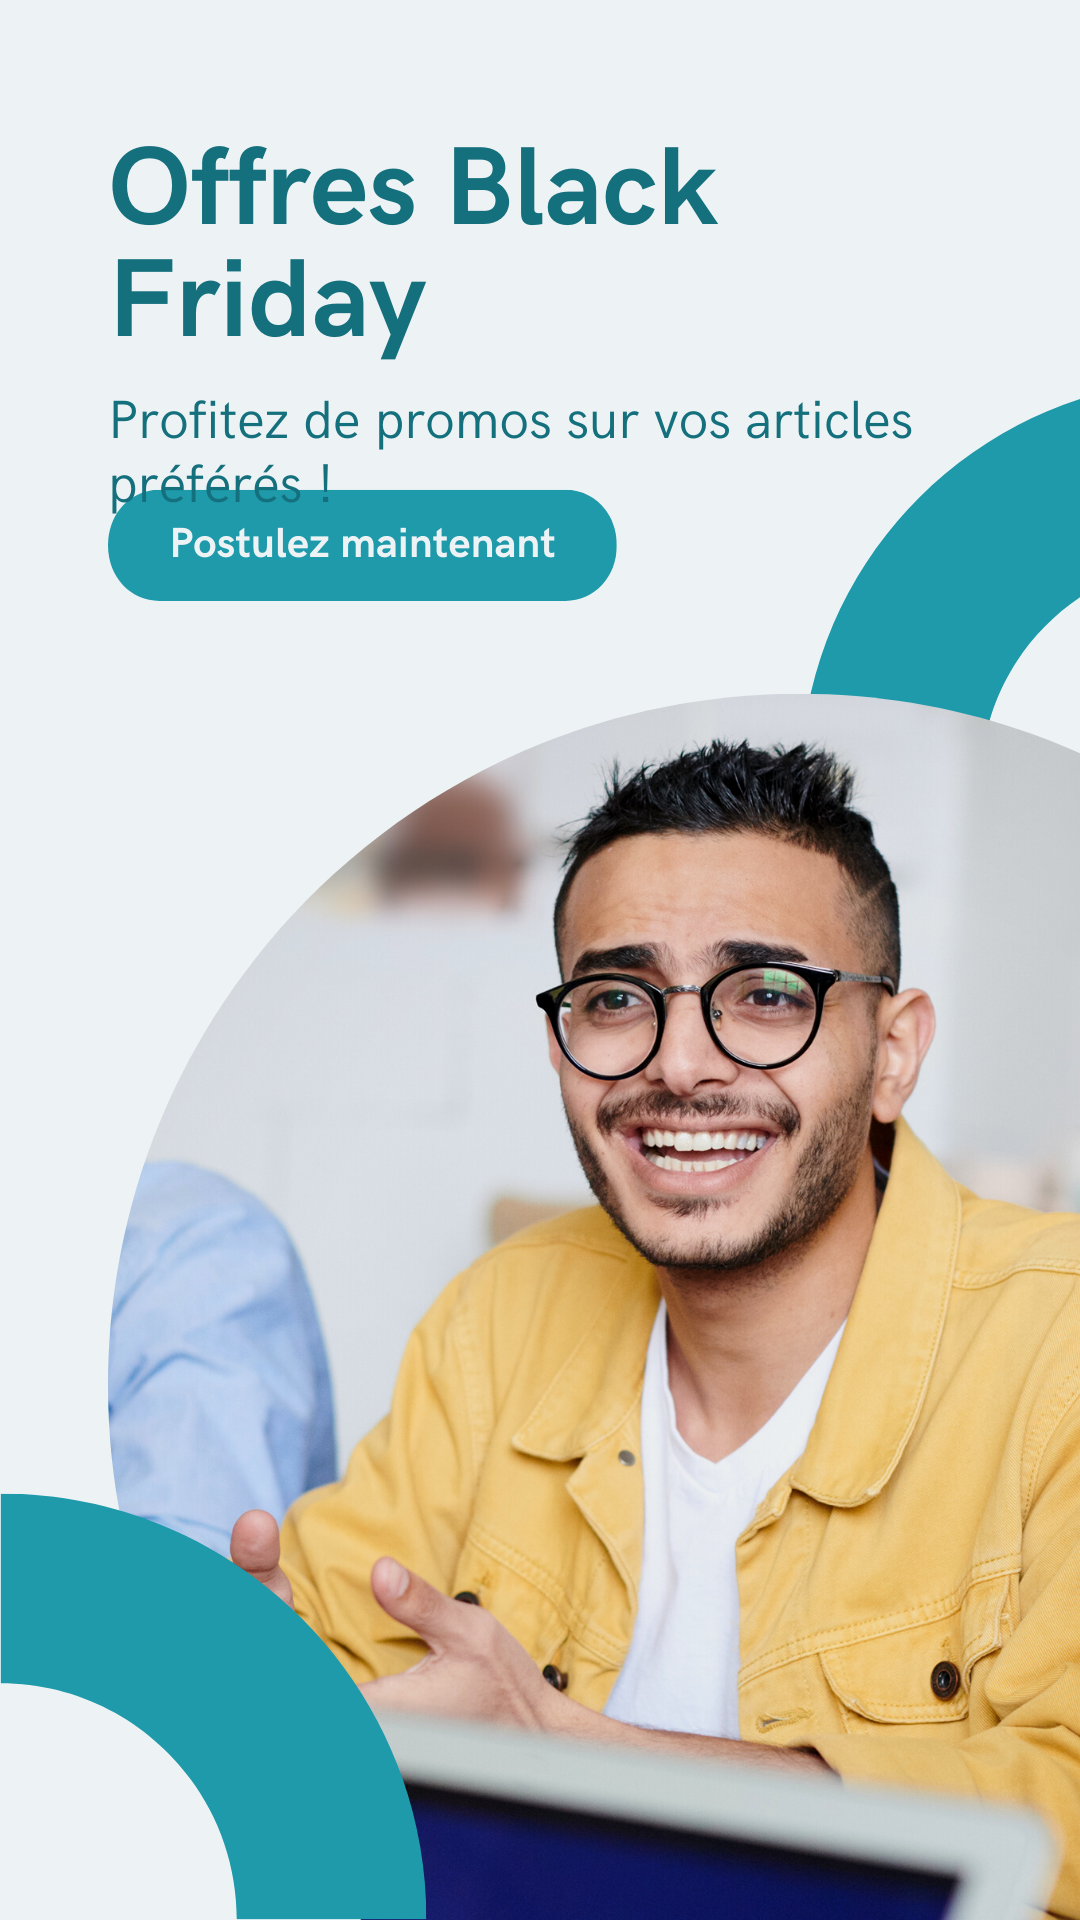 Offres Black
Friday
Profitez de promos sur vos articles
préférés !
Postulez maintenant